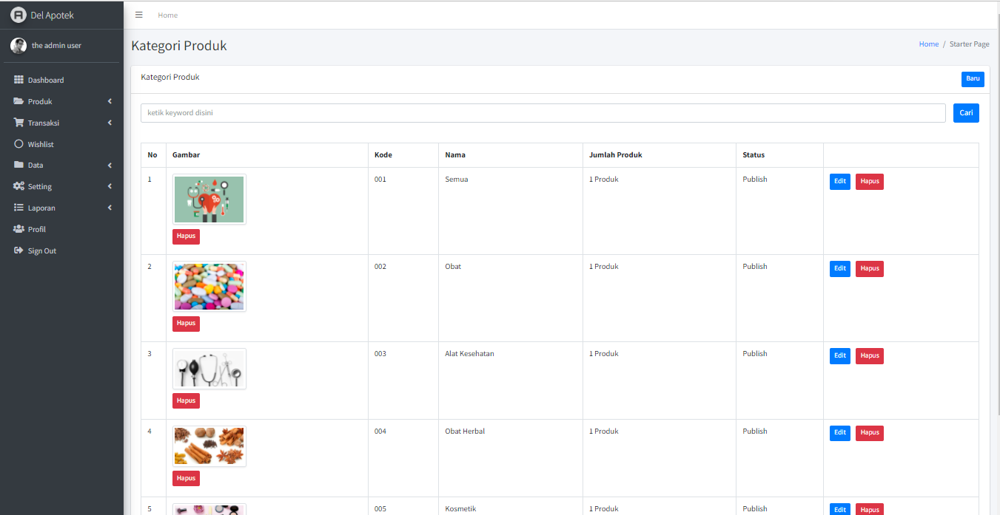 Del Apotek
Home
the admin user
Dashboard
Produk
Transaksi
Wishlist
Data
Setting
Laporan
Profil
Sign Out
Kategori Produk
Home / Starter Page
Kategori Produk
Baru
ketik keyword disini
Cari
No Gambar Kode Nama Jumlah Produk Status
1 001 Semua 1 Produk Publish Edit Hapus
Hapus
2 002 Obat 1 Produk Publish Edit Hapus
Hapus
3 003 Alat Kesehatan 1 Produk Publish Edit Hapus
Hapus
4 004 Obat Herbal 1 Produk Publish Edit Hapus
Hapus
5 005 Kosmetik 1 Produk Publish Edit Hapus